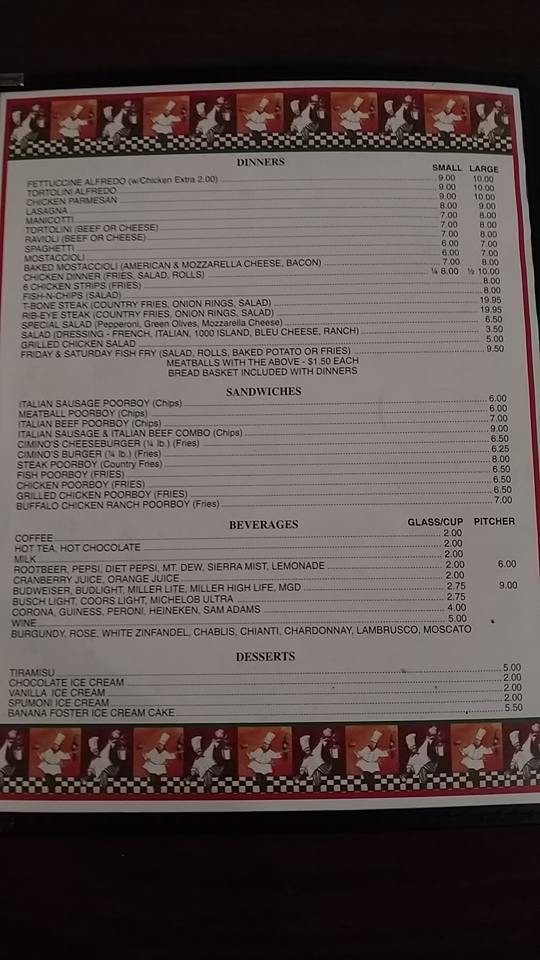 DINNERS
SMALL LARGE
FETTUCCINE ALFREDO (w/Chicken Extra 2.00) 9.00 10.00
TORTOLINI ALFREDO 9.00 10.00
CHICKEN PARMESAN 9.00 10.00
LASAGNA 8.00 9.00
MANICOTTI 7.00 8.00
TORTOLINI (BEEF OR CHEESE) 7.00 8.00
RAVIOLI (BEEF OR CHEESE) 7.00 8.00
SPAGHETTI 6.00 7.00
MOSTACCIOLI 6.00 7.00
BAKED MOSTACCIOLI (AMERICAN & MOZZARELLA CHEESE, BACON) 7.00 8.00
CHICKEN DINNER (FRIES, SALAD, ROLLS) ¼ 8.00 ½ 10.00
6 CHICKEN STRIPS (FRIES) 8.00
FISH-N-CHIPS (SALAD) 8.00
T-BONE STEAK (COUNTRY FRIES, ONION RINGS, SALAD) 19.95
RIB-EYE STEAK (COUNTRY FRIES, ONION RINGS, SALAD) 19.95
SPECIAL SALAD (Pepperoni, Green Olives, Mozzarella Cheese) 6.50
SALAD (DRESSING - FRENCH, ITALIAN, 1000 ISLAND, BLEU CHEESE, RANCH) 3.50
GRILLED CHICKEN SALAD 5.00
FRIDAY & SATURDAY FISH FRY (SALAD, ROLLS, BAKED POTATO OR FRIES) 9.50
MEATBALLS WITH THE ABOVE - $1.50 EACH
BREAD BASKET INCLUDED WITH DINNERS
SANDWICHES
ITALIAN SAUSAGE POORBOY (Chips) 6.00
MEATBALL POORBOY (Chips) 6.00
ITALIAN BEEF POORBOY (Chips) 7.00
ITALIAN SAUSAGE & ITALIAN BEEF COMBO (Chips) 9.00
CIMINO'S CHEESEBURGER (¼ lb.) (Fries) 6.50
CIMINO'S BURGER (¼ lb.) (Fries) 6.25
STEAK POORBOY (Country Fries) 8.00
FISH POORBOY (FRIES) 6.50
CHICKEN POORBOY (FRIES) 6.50
GRILLED CHICKEN POORBOY (FRIES) 6.50
BUFFALO CHICKEN RANCH POORBOY (Fries) 7.00
BEVERAGES GLASS/CUP PITCHER
COFFEE 2.00
HOT TEA, HOT CHOCOLATE 2.00
MILK 2.00
ROOTBEER, PEPSI, DIET PEPSI, MT. DEW, SIERRA MIST, LEMONADE 2.00 6.00
CRANBERRY JUICE, ORANGE JUICE 2.00
BUDWEISER, BUDLIGHT, MILLER LITE, MILLER HIGH LIFE, MGD 2.75 9.00
BUSCH LIGHT, COORS LIGHT, MICHELOB ULTRA 2.75
CORONA, GUINESS, PERONI, HEINEKEN, SAM ADAMS 4.00
WINE 5.00
BURGUNDY, ROSE, WHITE ZINFANDEL, CHABLIS, CHIANTI, CHARDONNAY, LAMBRUSCO, MOSCATO
DESSERTS
TIRAMISU 5.00
CHOCOLATE ICE CREAM 2.00
VANILLA ICE CREAM 2.00
SPUMONI ICE CREAM 2.00
BANANA FOSTER ICE CREAM CAKE 5.50